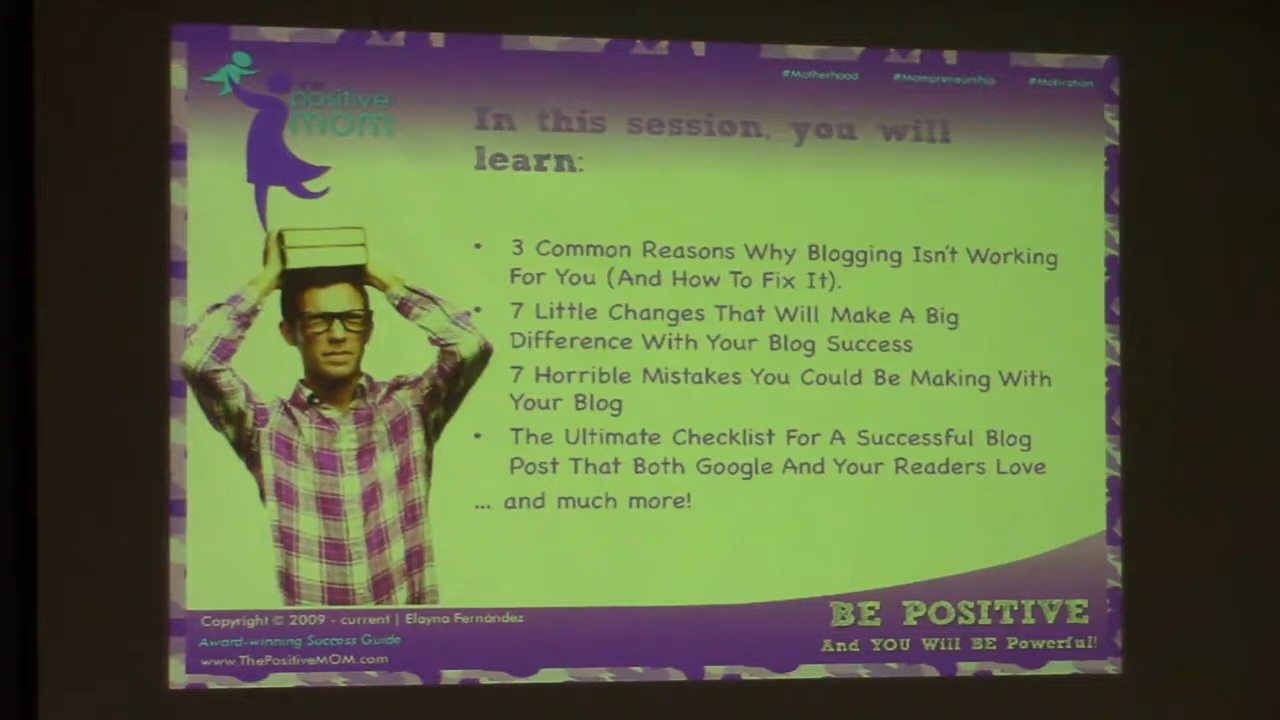 #Motherhood #Mompreneurship #Motivation
positive
mom
In this session, you will
learn:
• 3 Common Reasons Why Blogging Isn't Working
For You (And How To Fix It).
• 7 Little Changes That Will Make A Big
Difference With Your Blog Success
7 Horrible Mistakes You Could Be Making With
Your Blog
• The Ultimate Checklist For A Successful Blog
Post That Both Google And Your Readers Love
... and much more!
Copyright © 2009 - current | Elayna Fernández
Award-winning Success Guide
www.ThePositiveMOM.com
BE POSITIVE
And YOU Will BE Powerful!